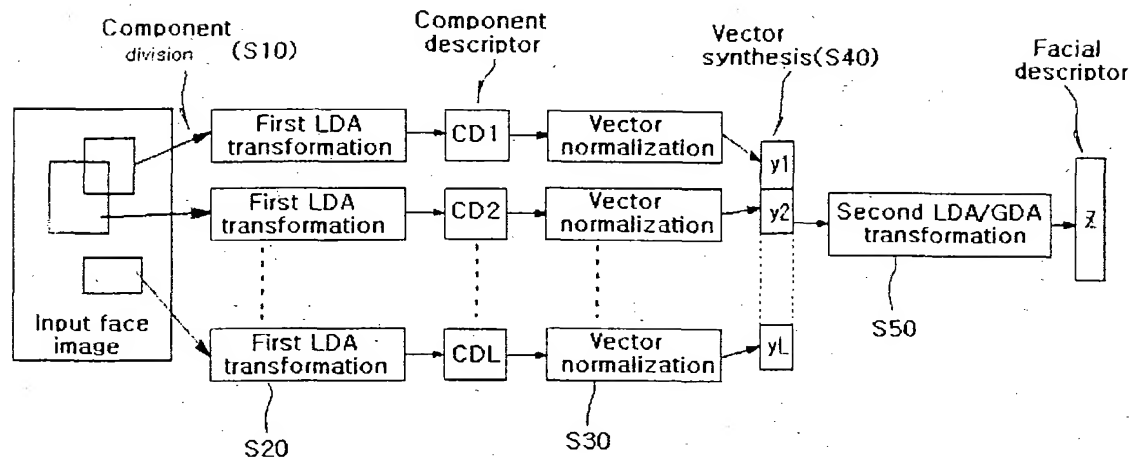 Component
division (S10)
Component
descriptor
Vector
synthesis(S40)
Facial
descriptor
First LDA
transformation
CD1
Vector
normalization
y1
First LDA
transformation
CD2
Vector
normalization
y2
Second LDA/GDA
transformation
Z
Input face
image
First LDA
transformation
CDL
Vector
normalization
yL
S50
S20
S30